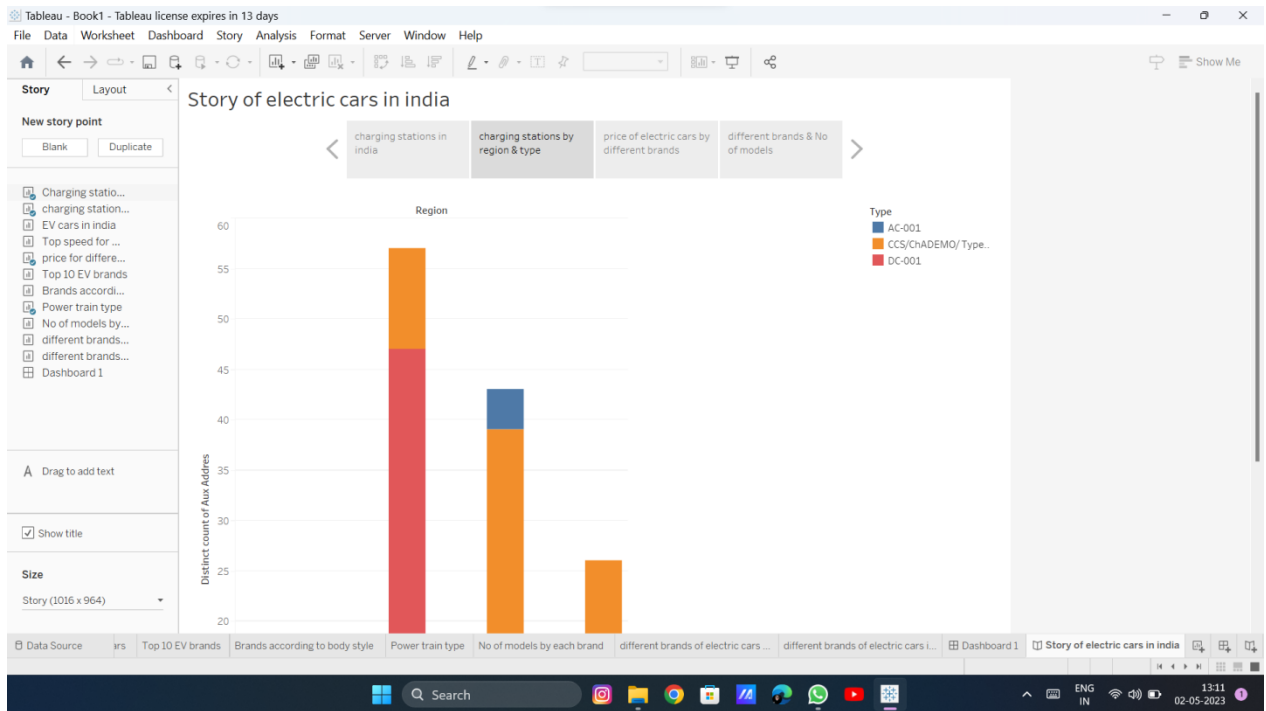 Tableau - Book1 - Tableau license expires in 13 days
File Data Worksheet Dashboard Story Analysis Format Server Window Help
Show Me
Story Layout
New story point
Blank Duplicate
Charging statio...
charging station...
EV cars in india
Top speed for ...
price for differe...
Top 10 EV brands
Brands accordi...
Power train type
No of models by...
different brands...
different brands...
Dashboard 1
A Drag to add text
Show title
Size
Story (1016 x 964)
Story of electric cars in india
charging stations in
india
charging stations by
region & type
price of electric cars by
different brands
different brands & No
of models
Region
60
55
50
45
40
35
30
25
20
Distinct count of Aux Addres
Type
AC-001
CCS/ChADEMO/ Type..
DC-001
Data Source ırs Top 10 EV brands Brands according to body style Power train type No of models by each brand different brands of electric cars ... different brands of electric cars i... Dashboard 1 Story of electric cars in india
Search
ENG
IN
13:11
02-05-2023
1